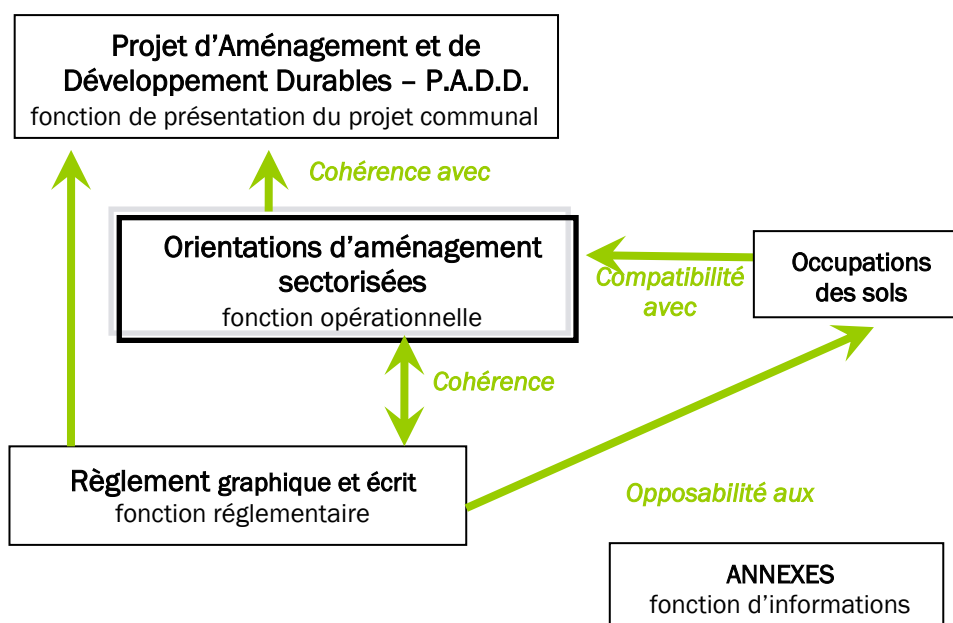 Projet d’Aménagement et de
Développement Durables – P.A.D.D.
fonction de présentation du projet communal
Cohérence avec
Orientations d’aménagement
sectorisées
fonction opérationnelle
Compatibilité
avec
Occupations
des sols
Cohérence
Règlement graphique et écrit
fonction réglementaire
Opposabilité aux
ANNEXES
fonction d’informations